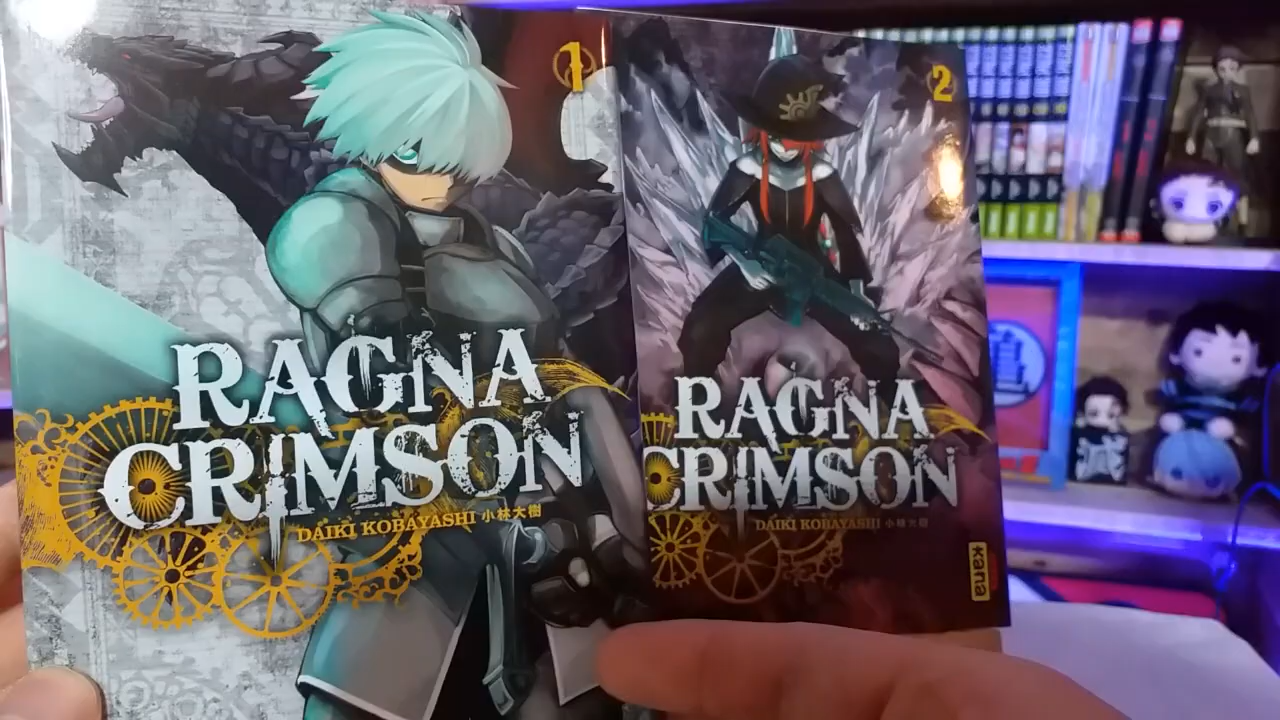 1
RAGNA
CRIMSON
DAIKI KOBAYASHI 小林大樹
2
RAGNA
CRIMSON
DAIKI KOBAYASHI 小林大樹
kana